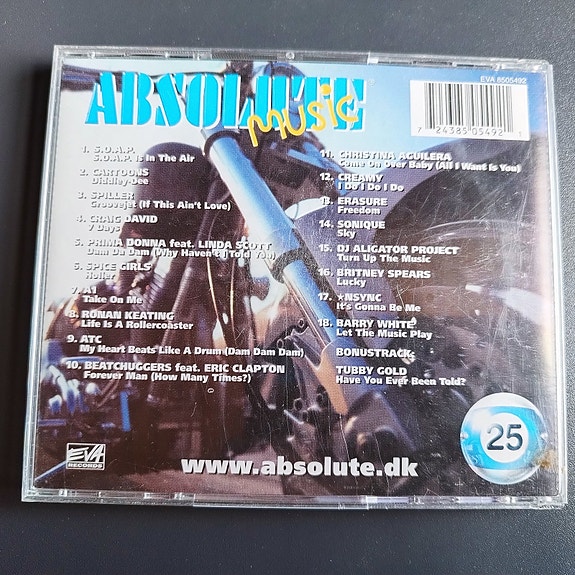 ABSOLUTE
music
EVA 8505492
7 24385 05492 1
1. S.O.A.P.
S.O.A.P. Is In The Air
2. CARTOONS
Diddley-Dee
3. SPILLER
Groovejet (If This Ain't Love)
4. CRAIG DAVID
7 Days
5. PRIMA DONNA feat. LINDA SCOTT
Dam Da Dam (Why Haven't I Told You)
6. SPICE GIRLS
Holler
7. A1
Take On Me
8. RONAN KEATING
Life Is A Rollercoaster
9. ATC
My Heart Beats Like A Drum (Dam Dam Dam)
10. BEATCHUGGERS feat. ERIC CLAPTON
Forever Man (How Many Times?)
11. CHRISTINA AGUILERA
Come On Over Baby (All I Want Is You)
12. CREAMY
I Do I Do I Do
13. ERASURE
Freedom
14. SONIQUE
Sky
15. DJ ALIGATOR PROJECT
Turn Up The Music
16. BRITNEY SPEARS
Lucky
17. ★NSYNC
It's Gonna Be Me
18. BARRY WHITE
Let The Music Play
BONUSTRACK:
TUBBY GOLD
Have You Ever Been Told?
EVA
RECORDS
www.absolute.dk
25